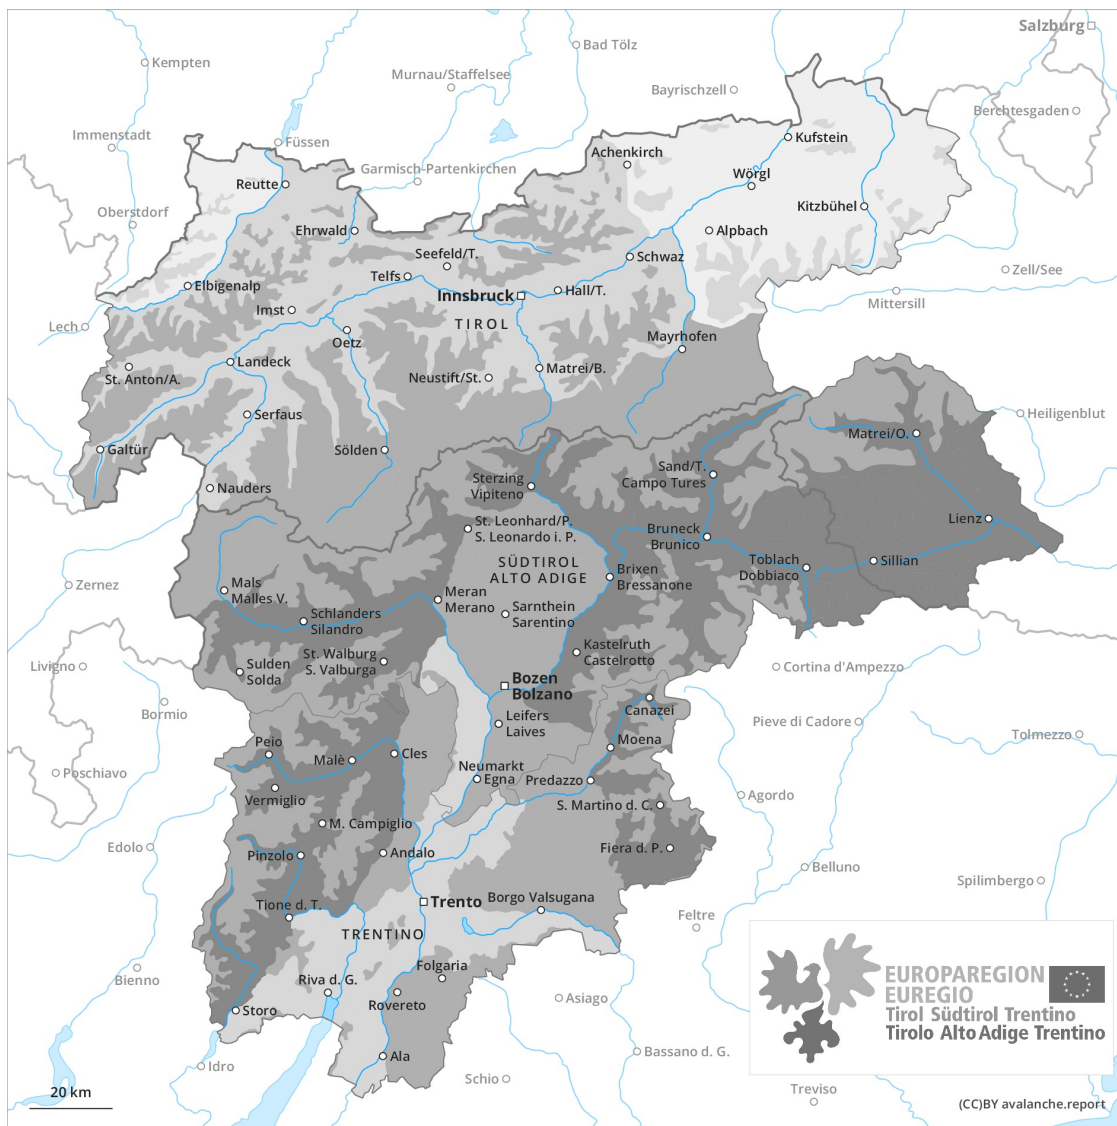 Salzburg
Bad Tölz
Kempten
Murnau/Staffelsee
Bayrischzell
Berchtesgaden
Immenstadt
Füssen
Kufstein
Achenkirch
Garmisch-Partenkirchen
Wörgl
Reutte
Kitzbühel
Oberstdorf
Ehrwald
Alpbach
Seefeld/T.
Schwaz
Zell/See
Telfs
Elbigenalp
Innsbruck
Hall/T.
Mittersill
Imst
TIROL
Lech
Oetz
Mayrhofen
Landeck
Matrei/B.
St. Anton/A.
Neustift/St.
Serfaus
Heiligenblut
Matrei/O.
Galtür
Sölden
Sand/T.
Campo Tures
Sterzing
Vipiteno
Nauders
Lienz
St. Leonhard/P.
S. Leonardo i. P.
Bruneck
Brunico
SÜDTIROL
ALTO ADIGE
Toblach
Dobbiaco
Sillian
Brixen
Bressanone
Zernez
Mals
Malles V.
Meran
Merano
Schlanders
Silandro
Sarnthein
Sarentino
Kastelruth
Castelrotto
St. Walburg
S. Valburga
Livigno
Sulden
Solda
Cortina d'Ampezzo
Bozen
Bolzano
Bormio
Canazei
Leifers
Laives
Pieve di Cadore
Tolmezzo
Moena
Peio
Malè
Cles
Poschiavo
Neumarkt
Egna
Predazzo
Vermiglio
Agordo
S. Martino d. C.
M. Campiglio
Edolo
Pinzolo
Andalo
Fiera d. P.
Belluno
Spilimbergo
Tione d. T.
Trento
Borgo Valsugana
Feltre
TRENTINO
Bienno
Folgaria
Riva d. G.
Rovereto
Asiago
Storo
EUROPAREGION
EUREGIO
Tirol Südtirol Trentino
Tirolo Alto Adige Trentino
Ala
Idro
Bassano d. G.
Schio
Treviso
20 km
(CC)BY avalanche.report